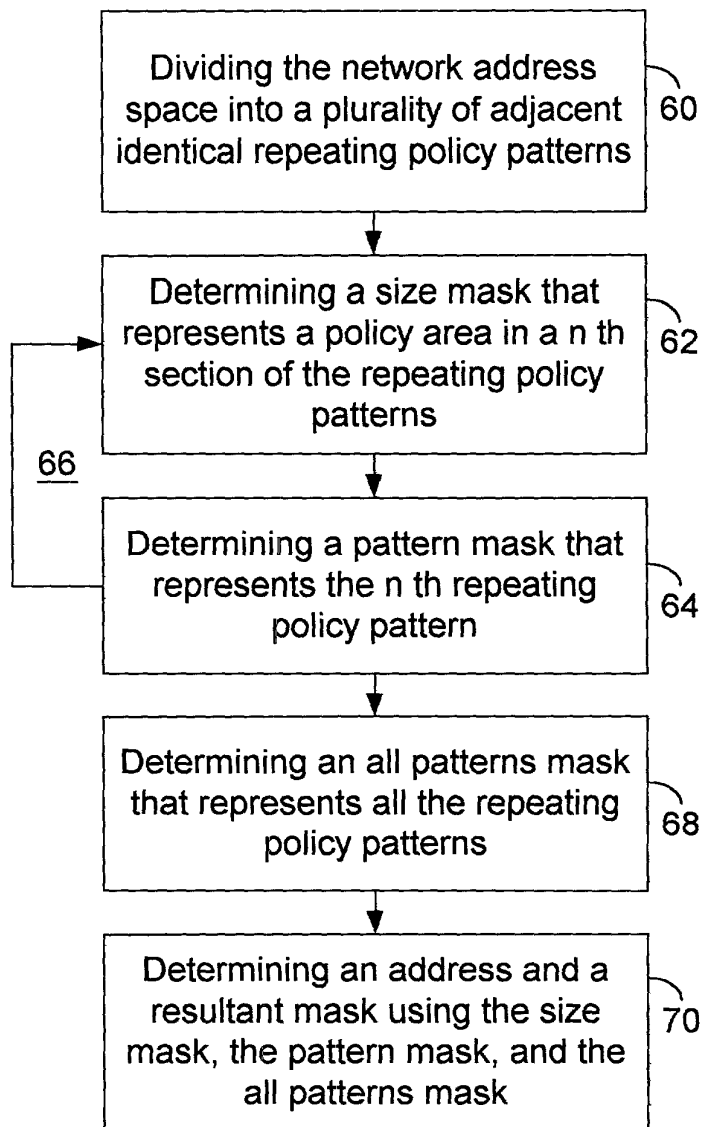 Dividing the network address
space into a plurality of adjacent
identical repeating policy patterns
60
Determining a size mask that
represents a policy area in a n th
section of the repeating policy
patterns
62
66
Determining a pattern mask that
represents the n th repeating
policy pattern
64
Determining an all patterns mask
that represents all the repeating
policy patterns
68
Determining an address and a
resultant mask using the size
mask, the pattern mask, and the
all patterns mask
70